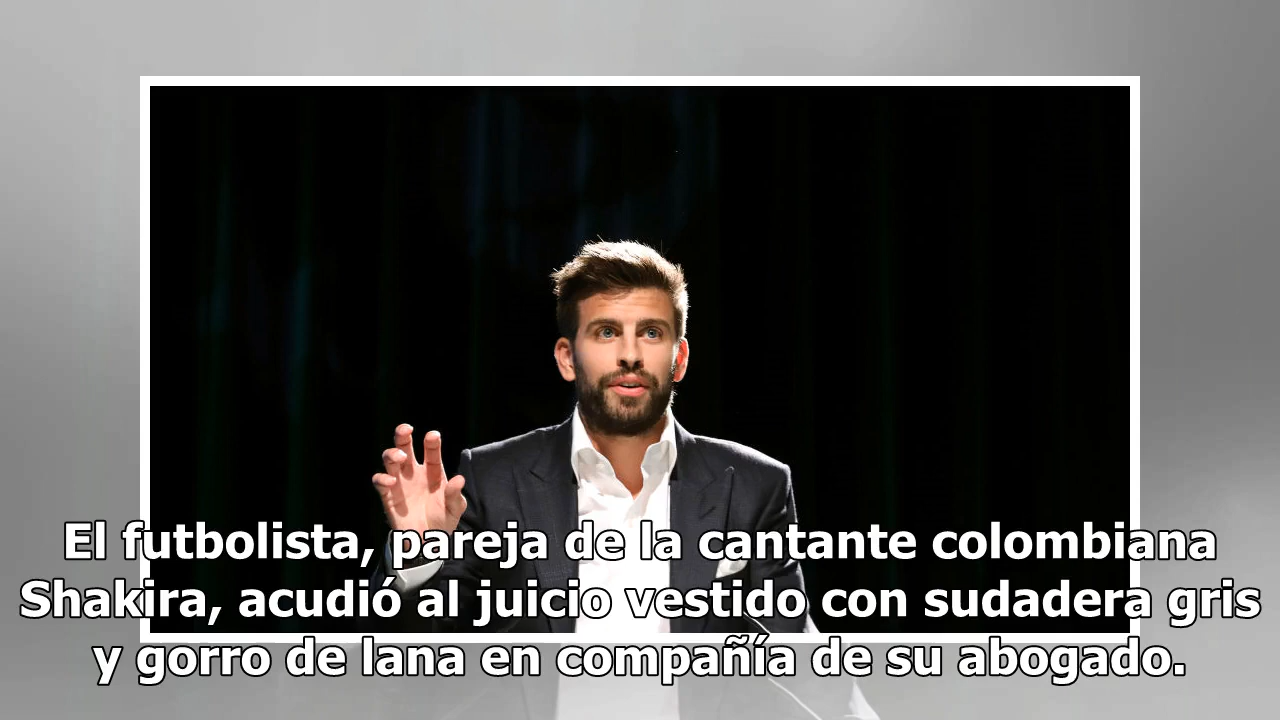 El futbolista, pareja de la cantante colombiana
Shakira, acudió al juicio vestido con sudadera gris
y gorro de lana en compañía de su abogado.